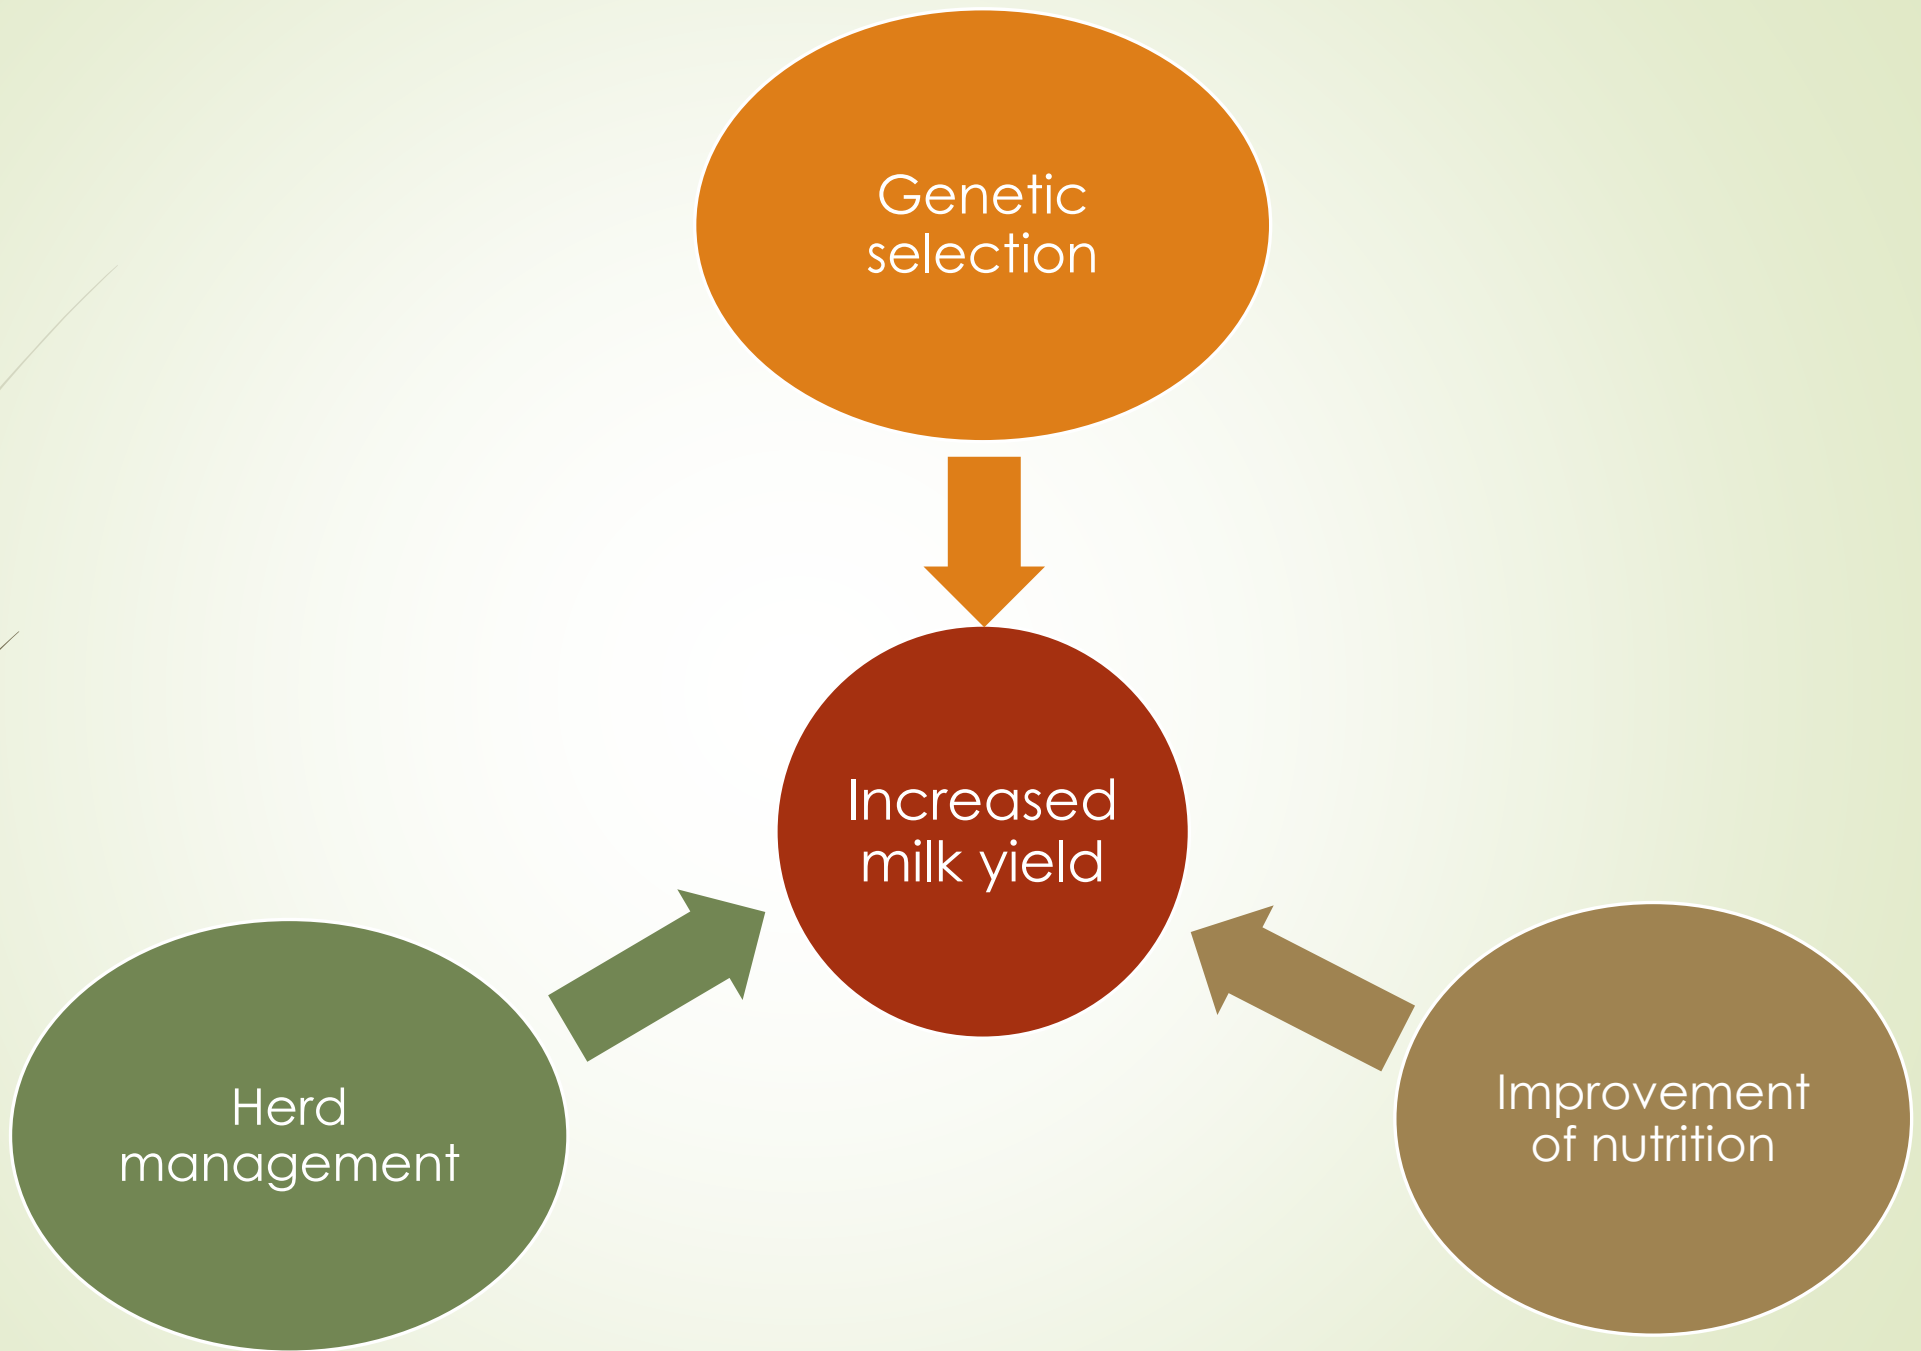 Genetic
selection
Increased
milk yield
Herd
management
Improvement
of nutrition